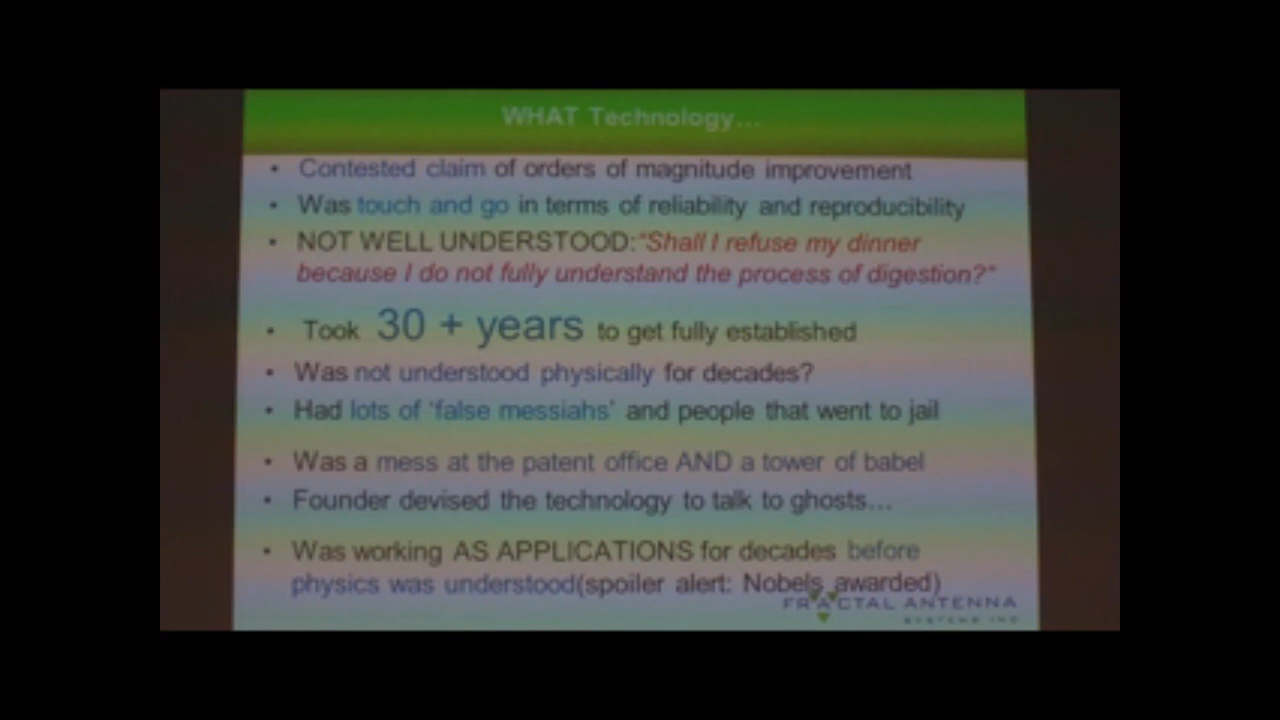 WHAT Technology...
• Contested claim of orders of magnitude improvement
• Was touch and go in terms of reliability and reproducibility
• NOT WELL UNDERSTOOD:"Shall I refuse my dinner
because I do not fully understand the process of digestion?"
• Took 30 + years to get fully established
• Was not understood physically for decades?
• Had lots of 'false messiahs' and people that went to jail
• Was a mess at the patent office AND a tower of babel
• Founder devised the technology to talk to ghosts...
• Was working AS APPLICATIONS for decades before
physics was understood(spoiler alert: Nobels awarded)
FRACTAL ANTENNA
SYSTEMS INC